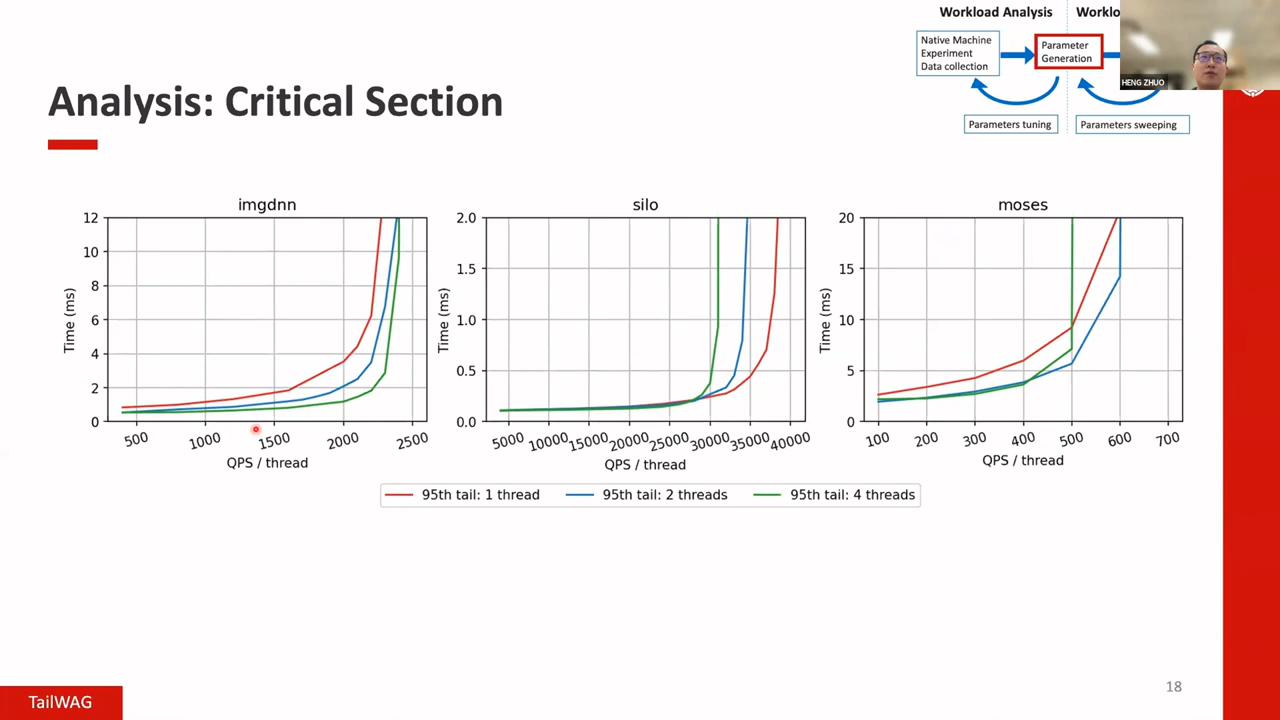 Workload Analysis
Native Machine
Experiment
Data collection
Parameter
Generation
Parameters tuning
Parameters sweeping
HENG ZHUO
Analysis: Critical Section
imgdnn
12
10
8
6
4
2
0
Time (ms)
500 1000 1500 2000 2500
QPS / thread
silo
2.0
1.5
1.0
0.5
0.0
Time (ms)
5000 10000 15000 20000 25000 30000 35000 40000
QPS / thread
moses
20
15
10
5
0
Time (ms)
100 200 300 400 500 600 700
QPS / thread
95th tail: 1 thread 95th tail: 2 threads 95th tail: 4 threads
18
TailWAG